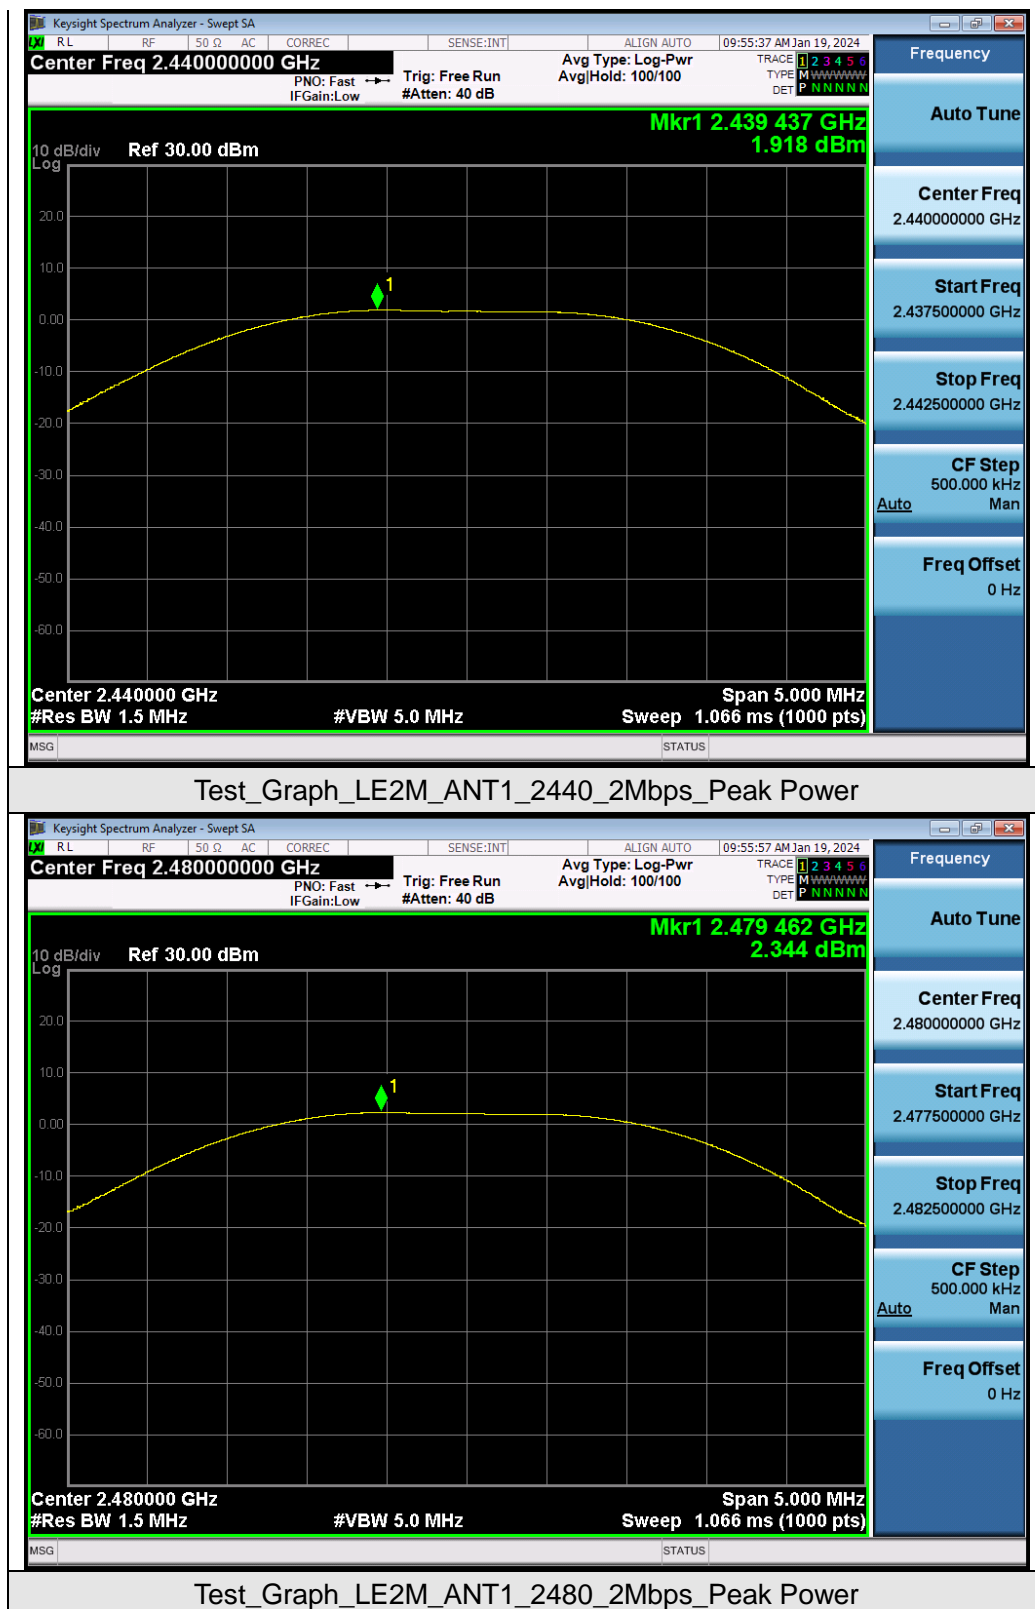 Keysight Spectrum Analyzer - Swept SA
LXI RL RF 50 Ω AC CORREC SENSE:INT ALIGN AUTO 09:55:37 AM Jan 19, 2024
Center Freq 2.440000000 GHz
PNO: Fast
IFGain:Low
Trig: Free Run
#Atten: 40 dB
Avg Type: Log-Pwr
Avg|Hold: 100/100
TRACE 1 2 3 4 5 6
TYPE M WWWWW
DET P N N N N N
Mkr1 2.439 437 GHz
1.918 dBm
10 dB/div Ref 30.00 dBm
Log
20.0
10.0
1
0.00
-10.0
-20.0
-30.0
-40.0
-50.0
-60.0
Center 2.440000 GHz Span 5.000 MHz
#Res BW 1.5 MHz #VBW 5.0 MHz Sweep 1.066 ms (1000 pts)
MSG STATUS
Frequency
Auto Tune
Center Freq
2.440000000 GHz
Start Freq
2.437500000 GHz
Stop Freq
2.442500000 GHz
CF Step
500.000 kHz
Auto Man
Freq Offset
0 Hz
Test_Graph_LE2M_ANT1_2440_2Mbps_Peak Power
Keysight Spectrum Analyzer - Swept SA
LXI RL RF 50 Ω AC CORREC SENSE:INT ALIGN AUTO 09:55:57 AM Jan 19, 2024
Center Freq 2.480000000 GHz
PNO: Fast
IFGain:Low
Trig: Free Run
#Atten: 40 dB
Avg Type: Log-Pwr
Avg|Hold: 100/100
TRACE 1 2 3 4 5 6
TYPE M WWWWW
DET P N N N N N
Mkr1 2.479 462 GHz
2.344 dBm
10 dB/div Ref 30.00 dBm
Log
20.0
10.0
1
0.00
-10.0
-20.0
-30.0
-40.0
-50.0
-60.0
Center 2.480000 GHz Span 5.000 MHz
#Res BW 1.5 MHz #VBW 5.0 MHz Sweep 1.066 ms (1000 pts)
MSG STATUS
Frequency
Auto Tune
Center Freq
2.480000000 GHz
Start Freq
2.477500000 GHz
Stop Freq
2.482500000 GHz
CF Step
500.000 kHz
Auto Man
Freq Offset
0 Hz
Test_Graph_LE2M_ANT1_2480_2Mbps_Peak Power